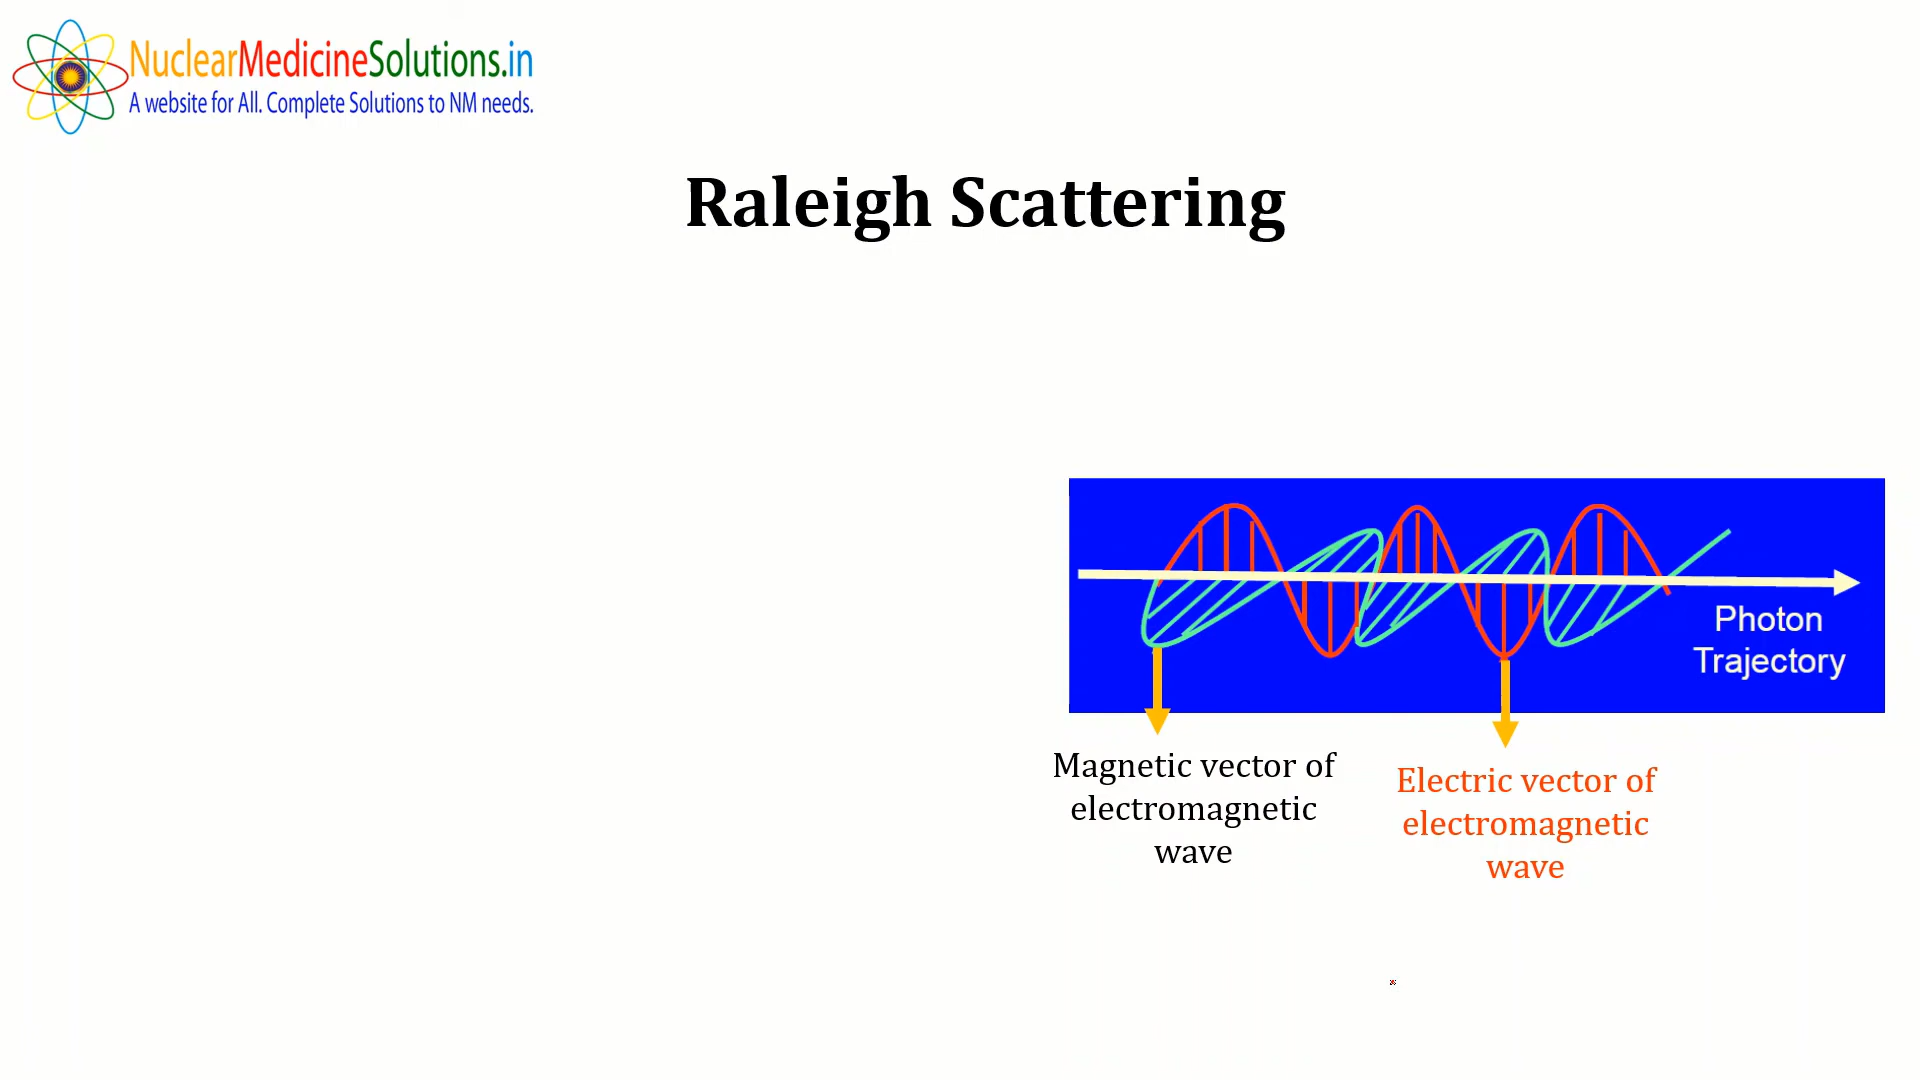 NuclearMedicineSolutions.in
A website for All. Complete Solutions to NM needs.
Raleigh Scattering
Photon
Trajectory
Magnetic vector of
electromagnetic
wave
Electric vector of
electromagnetic
wave